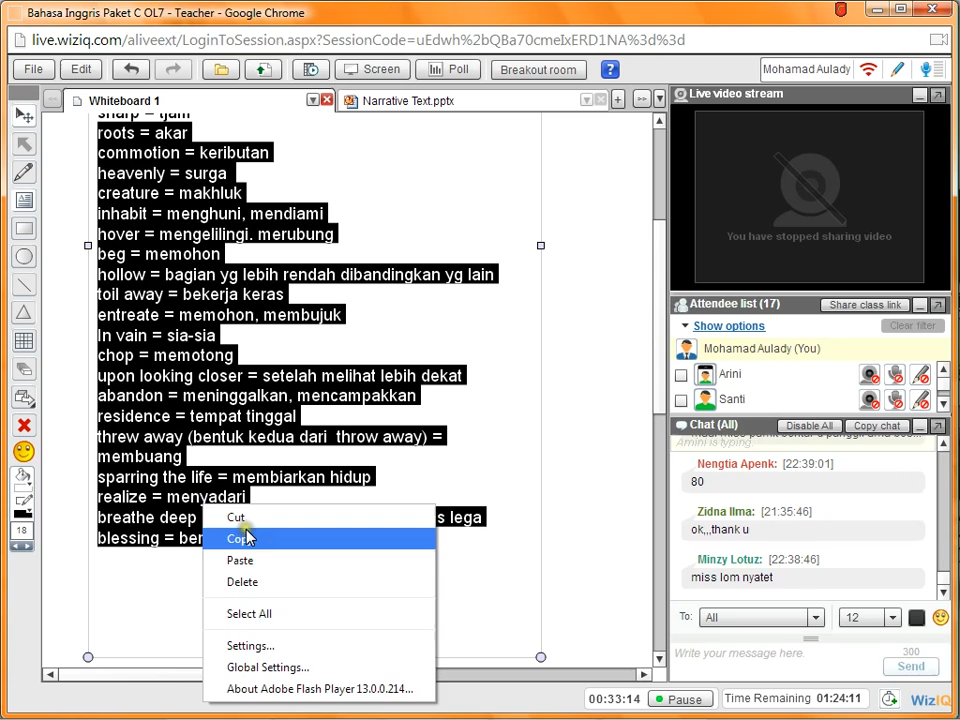 Bahasa Inggris Paket C OL7 - Teacher - Google Chrome
live.wiziq.com/aliveext/LoginToSession.aspx?SessionCode=uEdwh%2bQBa70cmeIxERD1NA%3d%3d
File Edit Screen Poll Breakout room ? Mohamad Aulady
Whiteboard 1 Narrative Text.pptx
sharp = tjam
roots = akar
commotion = keributan
heavenly = surga
creature = makhluk
inhabit = menghuni, mendiami
hover = mengelilingi. merubung
beg = memohon
hollow = bagian yg lebih rendah dibandingkan yg lain
toil away = bekerja keras
entreate = memohon, membujuk
In vain = sia-sia
chop = memotong
upon looking closer = setelah melihat lebih dekat
abandon = meninggalkan, mencampakkan
residence = tempat tinggal
threw away (bentuk kedua dari throw away) =
membuang
sparring the life = membiarkan hidup
realize = menyadari
breathe deep s lega
blessing = ber
Cut
Copy
Paste
Delete
Select All
Settings...
Global Settings...
About Adobe Flash Player 13.0.0.214...
18
Live video stream
You have stopped sharing video
Attendee list (17) Share class link
Show options Clear filter
Mohamad Aulady (You)
Arini
Santi
Chat (All) Disable All Copy chat
Amini is typing.
Nengtia Apenk: [22:39:01]
80
Zidna Ilma: [21:35:46]
ok,,,thank u
Minzy Lotuz: [22:38:46]
miss lom nyatet
To: All 12
Write your message here... 300
Send
00:33:14 Pause Time Remaining 01:24:11 WizIQ